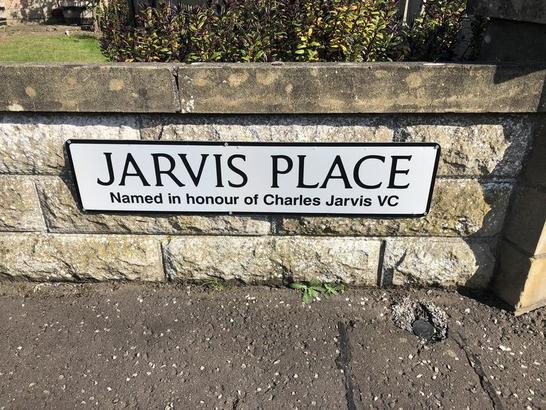 JARVIS PLACE
Named in honour of Charles Jarvis VC